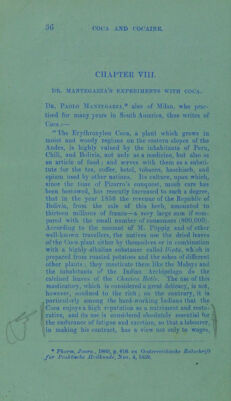 36 COCA AND COCAINE.
CHAPTER VIII.
DR. MANTEGAZZA'S EXPERIMENTS WITH COCA.
Dr. Paolo Mantegazza,* also of Milan, who prac-
tised for many years in South America, thus writes of
Coca:—
"The Erythroxylon Coca, a plant which grows in
moist and woody regions on the eastern slopes of the
Andes, is highly valued by the inhabitants of Peru,
Chili, and Bolivia, not only as a medicine, but also as
an article of food; and serves with them as a substi-
tute for the tea, coffee, betel, tobacco, haschisch, and
opium used by other nations. Its culture, upon which,
since the time of Pizarro's conquest, much care has
been bestowed, has recently increased to such a degree,
that in the year 1856 the revenue of the Republic of
Bolivia, from the sale of this herb, amounted to
thirteen millions of francs—a very large sum if com-
pared with the small number of consumers (800,000).
According to the account of M. Pöppig and of other
well-known travellers, the natives use the dried leaves
of the Coca plant either by themselves or in combination
with a highly-alkaline substance called llicta, which is
prepared from roasted potatoes and the ashes of different
other plants; they masticate them like the Malays and
the inhabitants of the Indian Archipelago do the
calcined leaves of the Chavica Betle. The use of this
masticatory, which is considered a great delicacy, is not,
however, confined to the rich; on the contrary, it is
particularly among the hard-working Indians that the
Coca enjoys a high reputation as a nutrient and resto-
rative, and its use is considered absolutely essential for
the endurance of fatigue and exertion, so that a labourer,
in making his contract, has a view not only to wages,
* Pharm. Journ., 1860, p. 616 ex Oesterreichische Zeitschrift
für Praktische Heilkunde, Nov. 4, 1859.